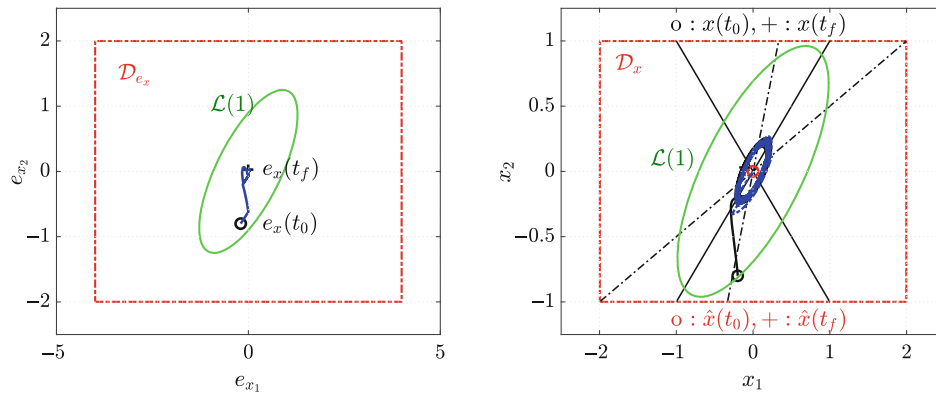 2
1
0
−1
−2
−5
0
5
e_{x_2}
e_{x_1}
𝒟_{e_x}
ℒ(1)
e_x(t_f)
e_x(t_0)
o : x(t_0), + : x(t_f)
1
0.5
0
−0.5
−1
−2
−1
0
1
2
x_2
x_1
𝒟_x
ℒ(1)
o : x̂(t_0), + : x̂(t_f)